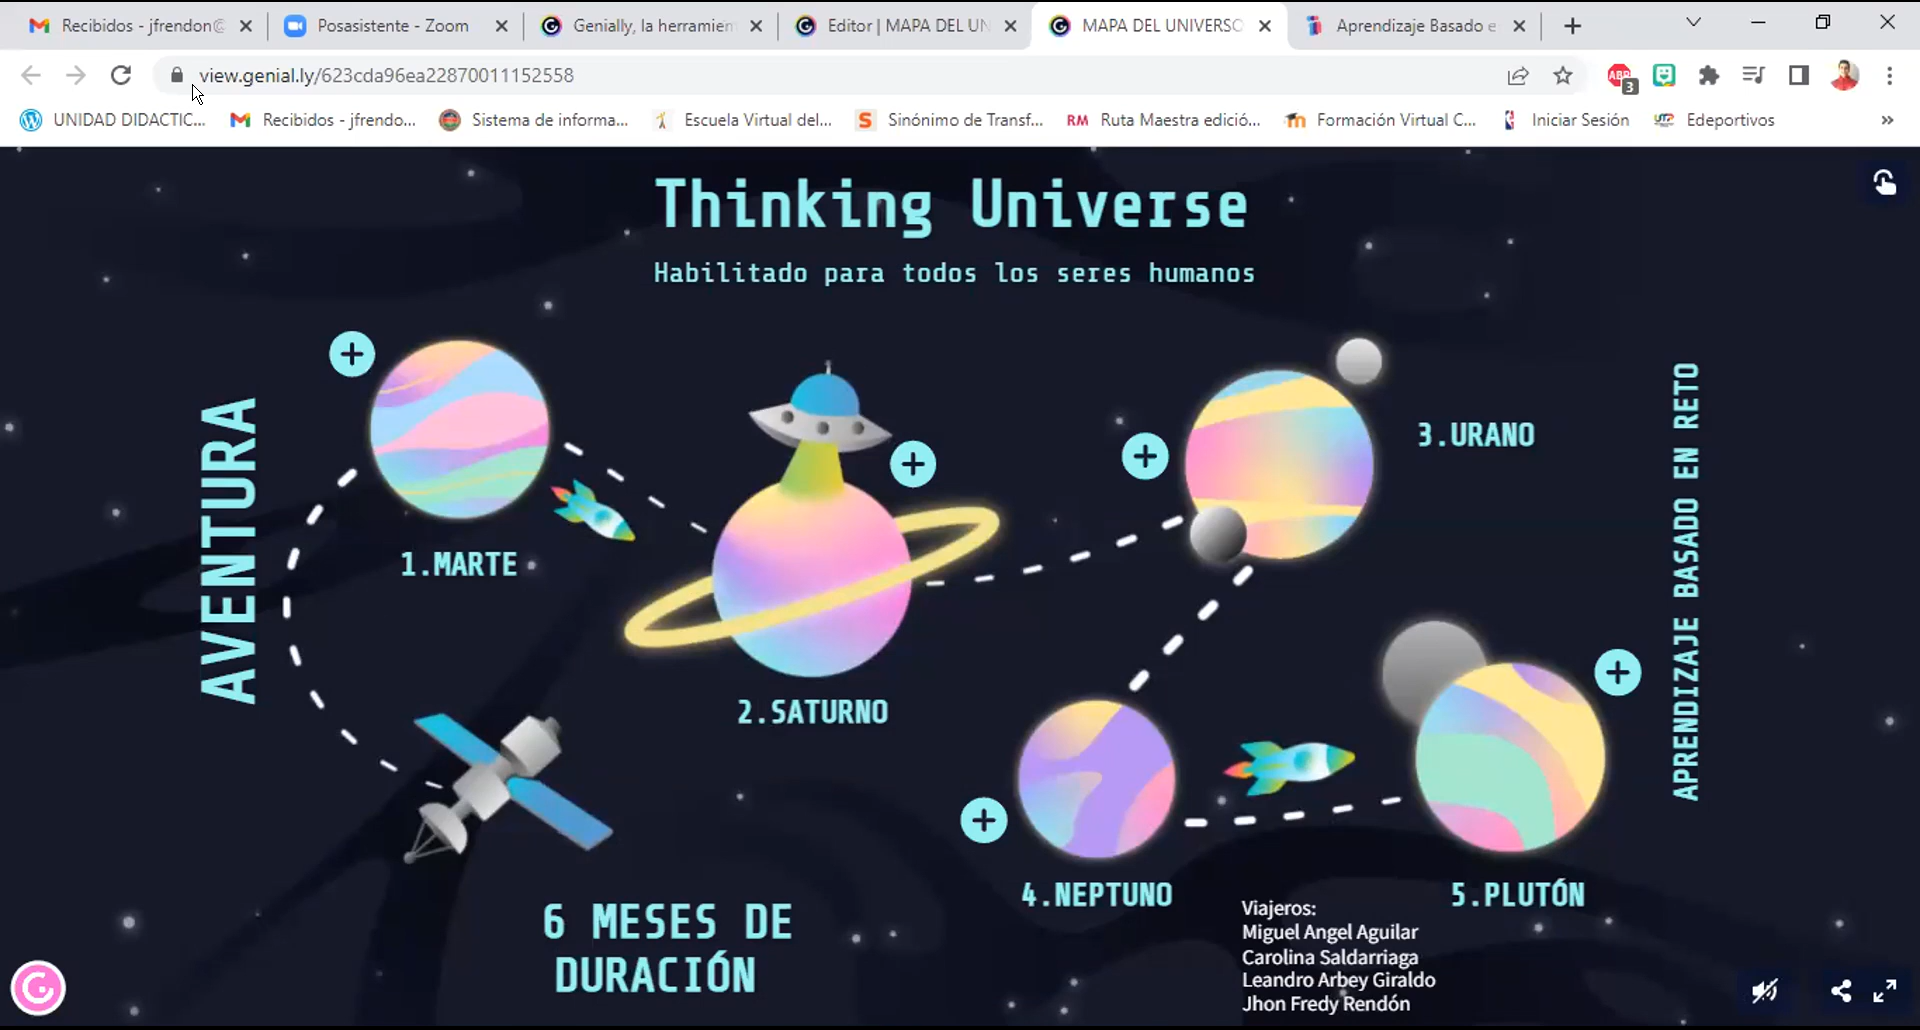 Recibidos - jfrendon@
Posasistente - Zoom
Genially, la herramien
Editor | MAPA DEL UN
MAPA DEL UNIVERSO
Aprendizaje Basado e
view.genial.ly/623cda96ea22870011152558
ABP
3
UNIDAD DIDACTIC...
Recibidos - jfrendo...
Sistema de informa...
Escuela Virtual del...
S
Sinónimo de Transf...
RM
Ruta Maestra edició...
Formación Virtual C...
Iniciar Sesión
Edeportivos
Thinking Universe
Habilitado para todos los seres humanos
AVENTURA
1.MARTE
2.SATURNO
3.URANO
APRENDIZAJE BASADO EN RETO
4.NEPTUNO
5.PLUTÓN
6 MESES DE
DURACIÓN
Viajeros:
Miguel Angel Aguilar
Carolina Saldarriaga
Leandro Arbey Giraldo
Jhon Fredy Rendón